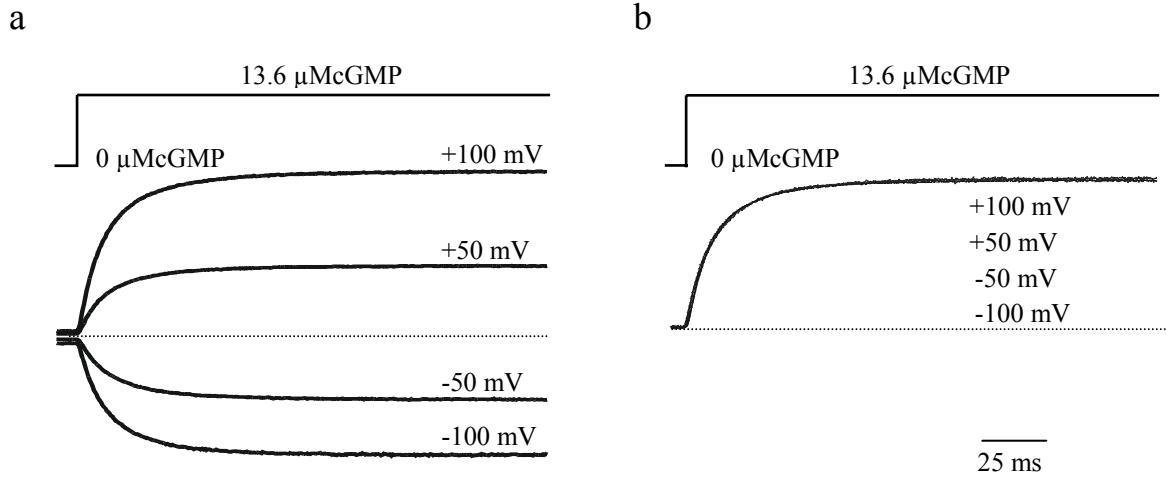 a
13.6 µMcGMP
0 µMcGMP
+100 mV
+50 mV
-50 mV
-100 mV
b
13.6 µMcGMP
0 µMcGMP
+100 mV
+50 mV
-50 mV
-100 mV
25 ms